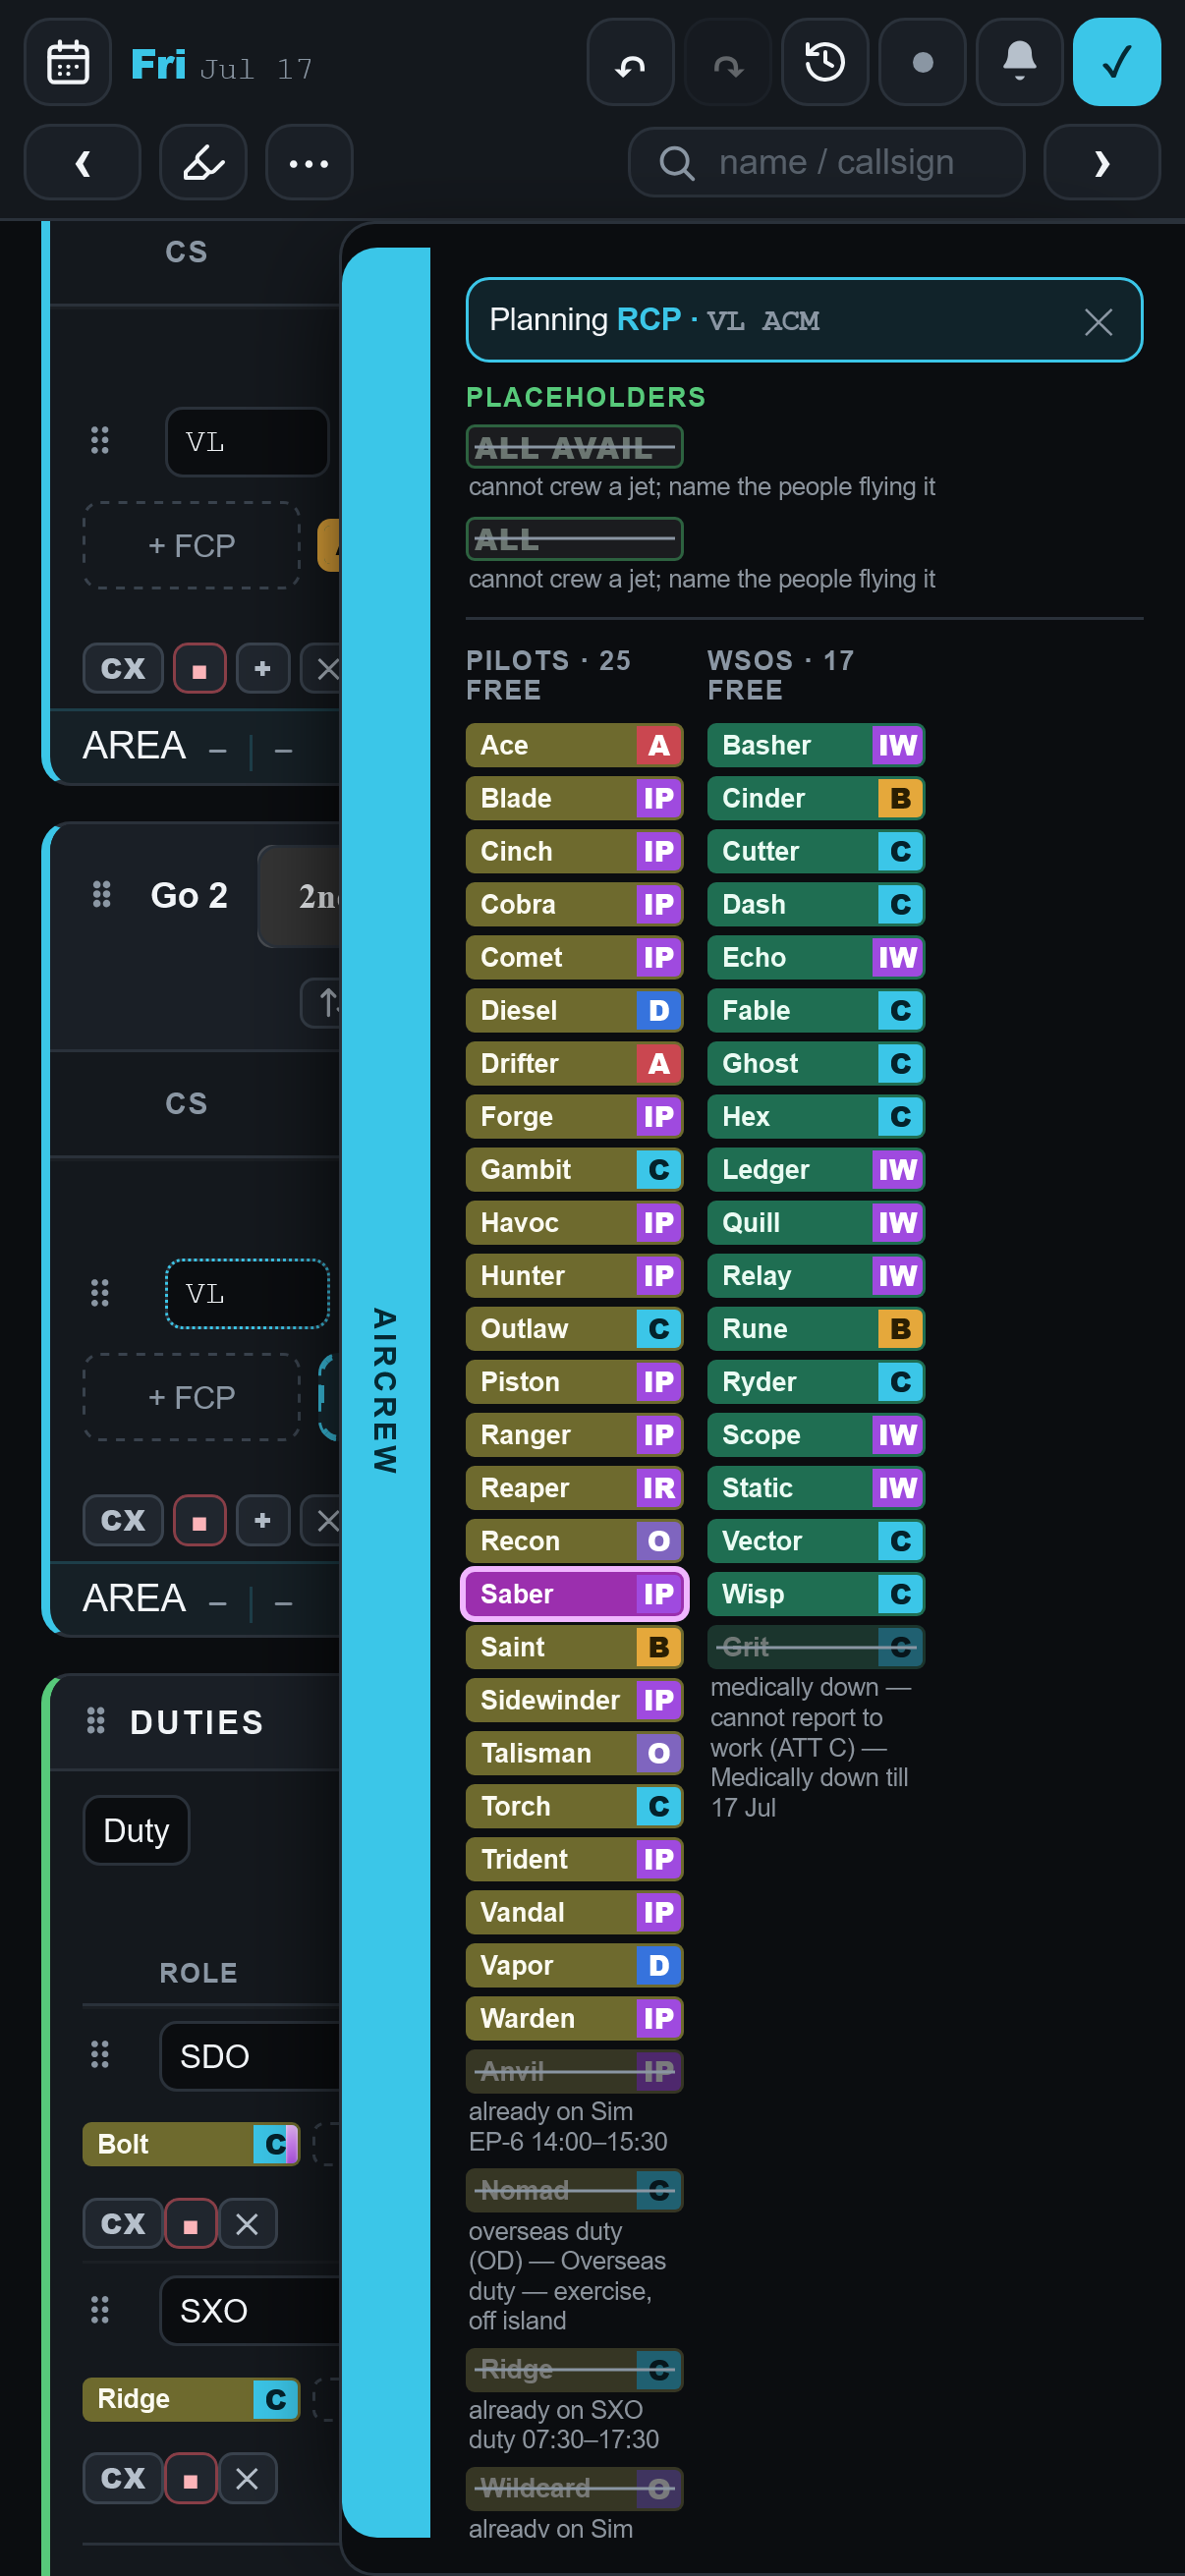 Fri Jul 17
name / callsign
CS
VL
+ FCP
CX
AREA – | –
Go 2
CS
VL
+ FCP
CX
AREA – | –
DUTIES
Duty
ROLE
SDO
Bolt C
CX
SXO
Ridge C
CX
AIRCREW
Planning RCP · VL ACM
PLACEHOLDERS
ALL AVAIL
cannot crew a jet; name the people flying it
ALL
cannot crew a jet; name the people flying it
PILOTS · 25
FREE
Ace A
Blade IP
Cinch IP
Cobra IP
Comet IP
Diesel D
Drifter A
Forge IP
Gambit C
Havoc IP
Hunter IP
Outlaw C
Piston IP
Ranger IP
Reaper IR
Recon O
Saber IP
Saint B
Sidewinder IP
Talisman O
Torch C
Trident IP
Vandal IP
Vapor D
Warden IP
Anvil IP
already on Sim
EP-6 14:00–15:30
Nomad C
overseas duty
(OD) — Overseas
duty — exercise,
off island
Ridge C
already on SXO
duty 07:30–17:30
Wildcard O
already on Sim
WSOS · 17
FREE
Basher IW
Cinder B
Cutter C
Dash C
Echo IW
Fable C
Ghost C
Hex C
Ledger IW
Quill IW
Relay IW
Rune B
Ryder C
Scope IW
Static IW
Vector C
Wisp C
Grit C
medically down —
cannot report to
work (ATT C) —
Medically down till
17 Jul